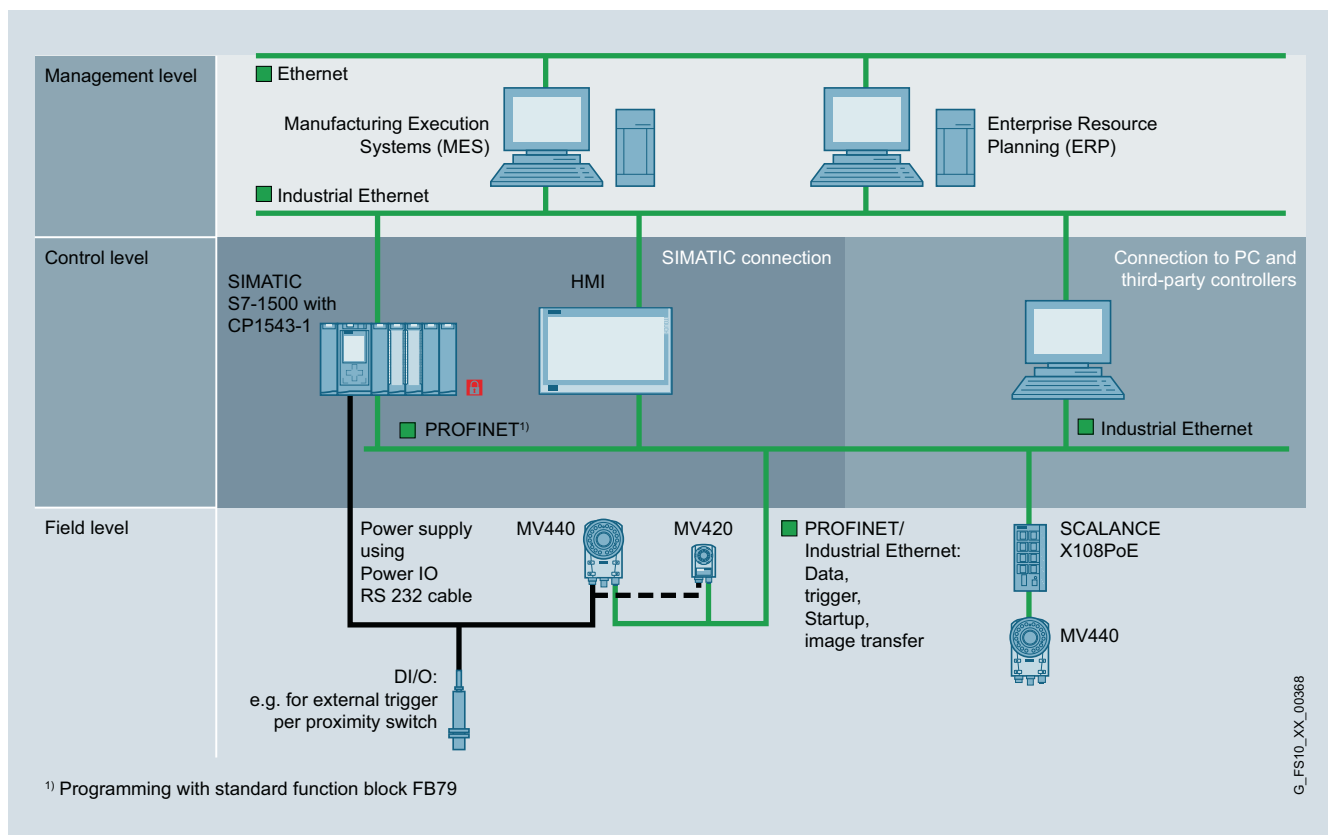 Management level
Ethernet
Manufacturing Execution
Systems (MES)
Enterprise Resource
Planning (ERP)
Industrial Ethernet
Control level
SIMATIC connection
Connection to PC and
third-party controllers
SIMATIC
S7-1500 with
CP1543-1
HMI
PROFINET¹⁾
Industrial Ethernet
Field level
Power supply
using
Power IO
RS 232 cable
MV440
MV420
PROFINET/
Industrial Ethernet:
Data,
trigger,
Startup,
image transfer
SCALANCE
X108PoE
MV440
DI/O:
e.g. for external trigger
per proximity switch
G_FS10_XX_00368
¹⁾ Programming with standard function block FB79